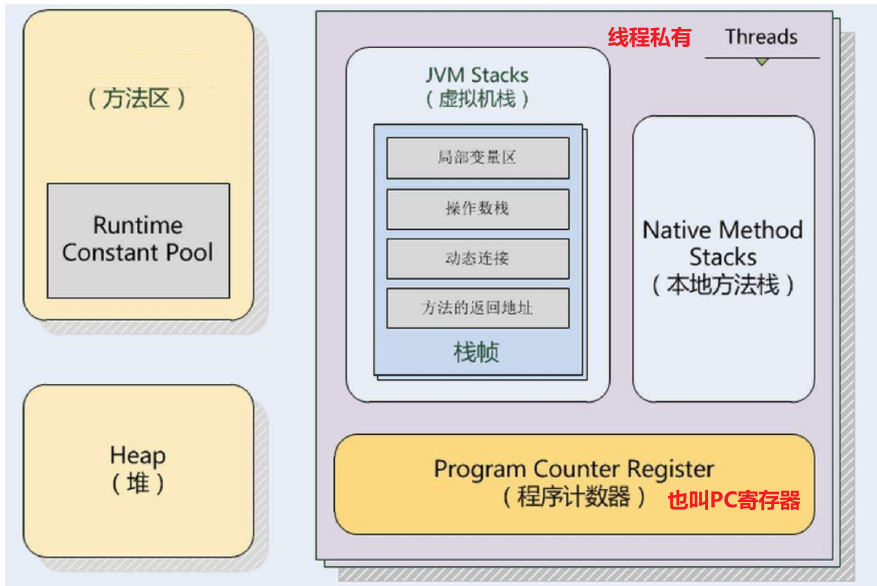 （方法区）
Runtime
Constant Pool
Heap
（堆）
线程私有
Threads
JVM Stacks
（虚拟机栈）
局部变量区
操作数栈
动态连接
方法的返回地址
栈帧
Native Method
Stacks
（本地方法栈）
Program Counter Register
（程序计数器）
也叫PC寄存器